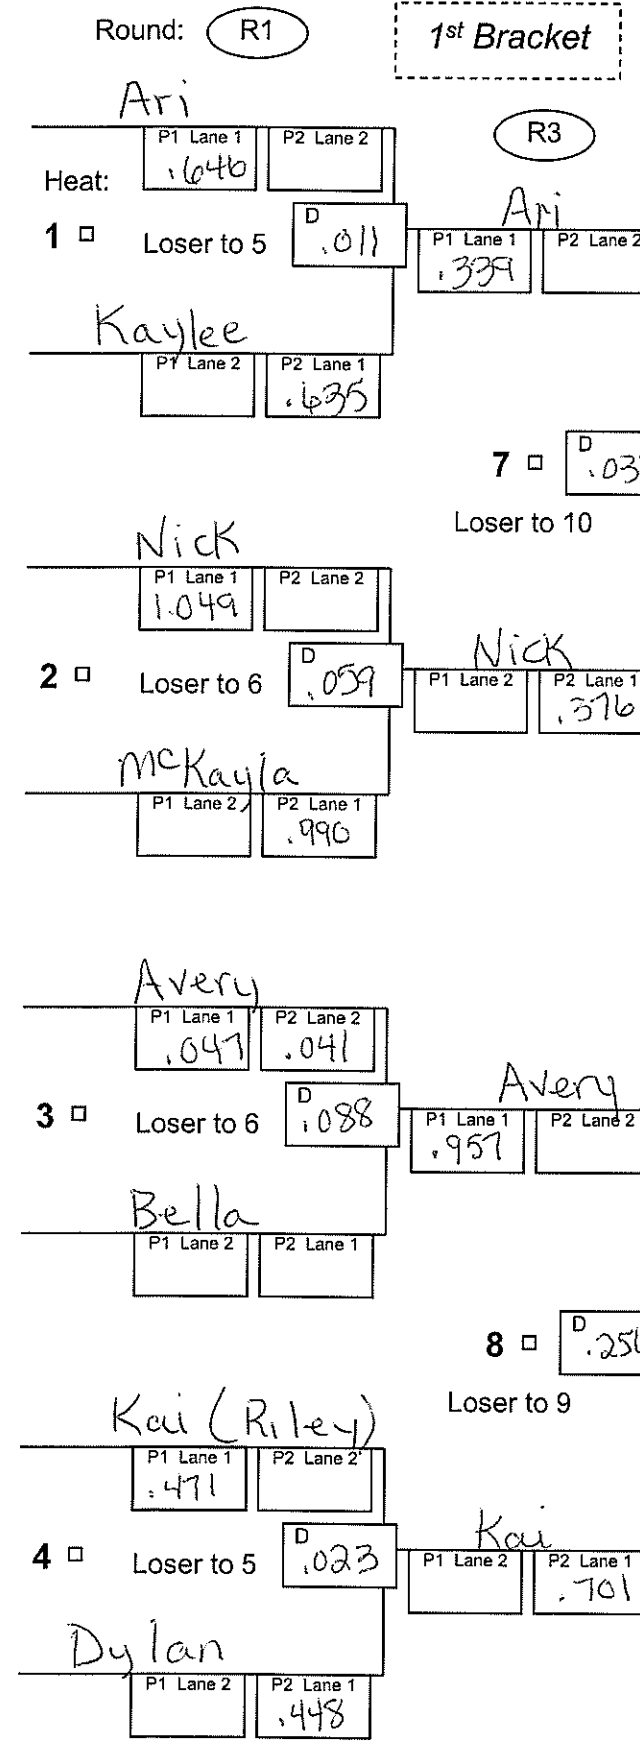 Round: R1 1st Bracket
Ari
P1 Lane 1 P2 Lane 2 R3
.646
Heat:
Ari
1 Loser to 5 D .011 P1 Lane 1 P2 Lane 2
.339
Kaylee
P1 Lane 2 P2 Lane 1
.635
7 D .03
Loser to 10
Nick
P1 Lane 1 P2 Lane 2
1.049
Nick
2 Loser to 6 D .059 P1 Lane 2 P2 Lane 1
.376
McKayla
P1 Lane 2 P2 Lane 1
.990
Avery
P1 Lane 1 P2 Lane 2
.047 .041
Avery
3 Loser to 6 D .088 P1 Lane 1 P2 Lane 2
.957
Bella
P1 Lane 2 P2 Lane 1
8 D .25
Loser to 9
Kai (Riley)
P1 Lane 1 P2 Lane 2
.471
Kai
4 Loser to 5 D .023 P1 Lane 2 P2 Lane 1
.701
Dylan
P1 Lane 2 P2 Lane 1
.448